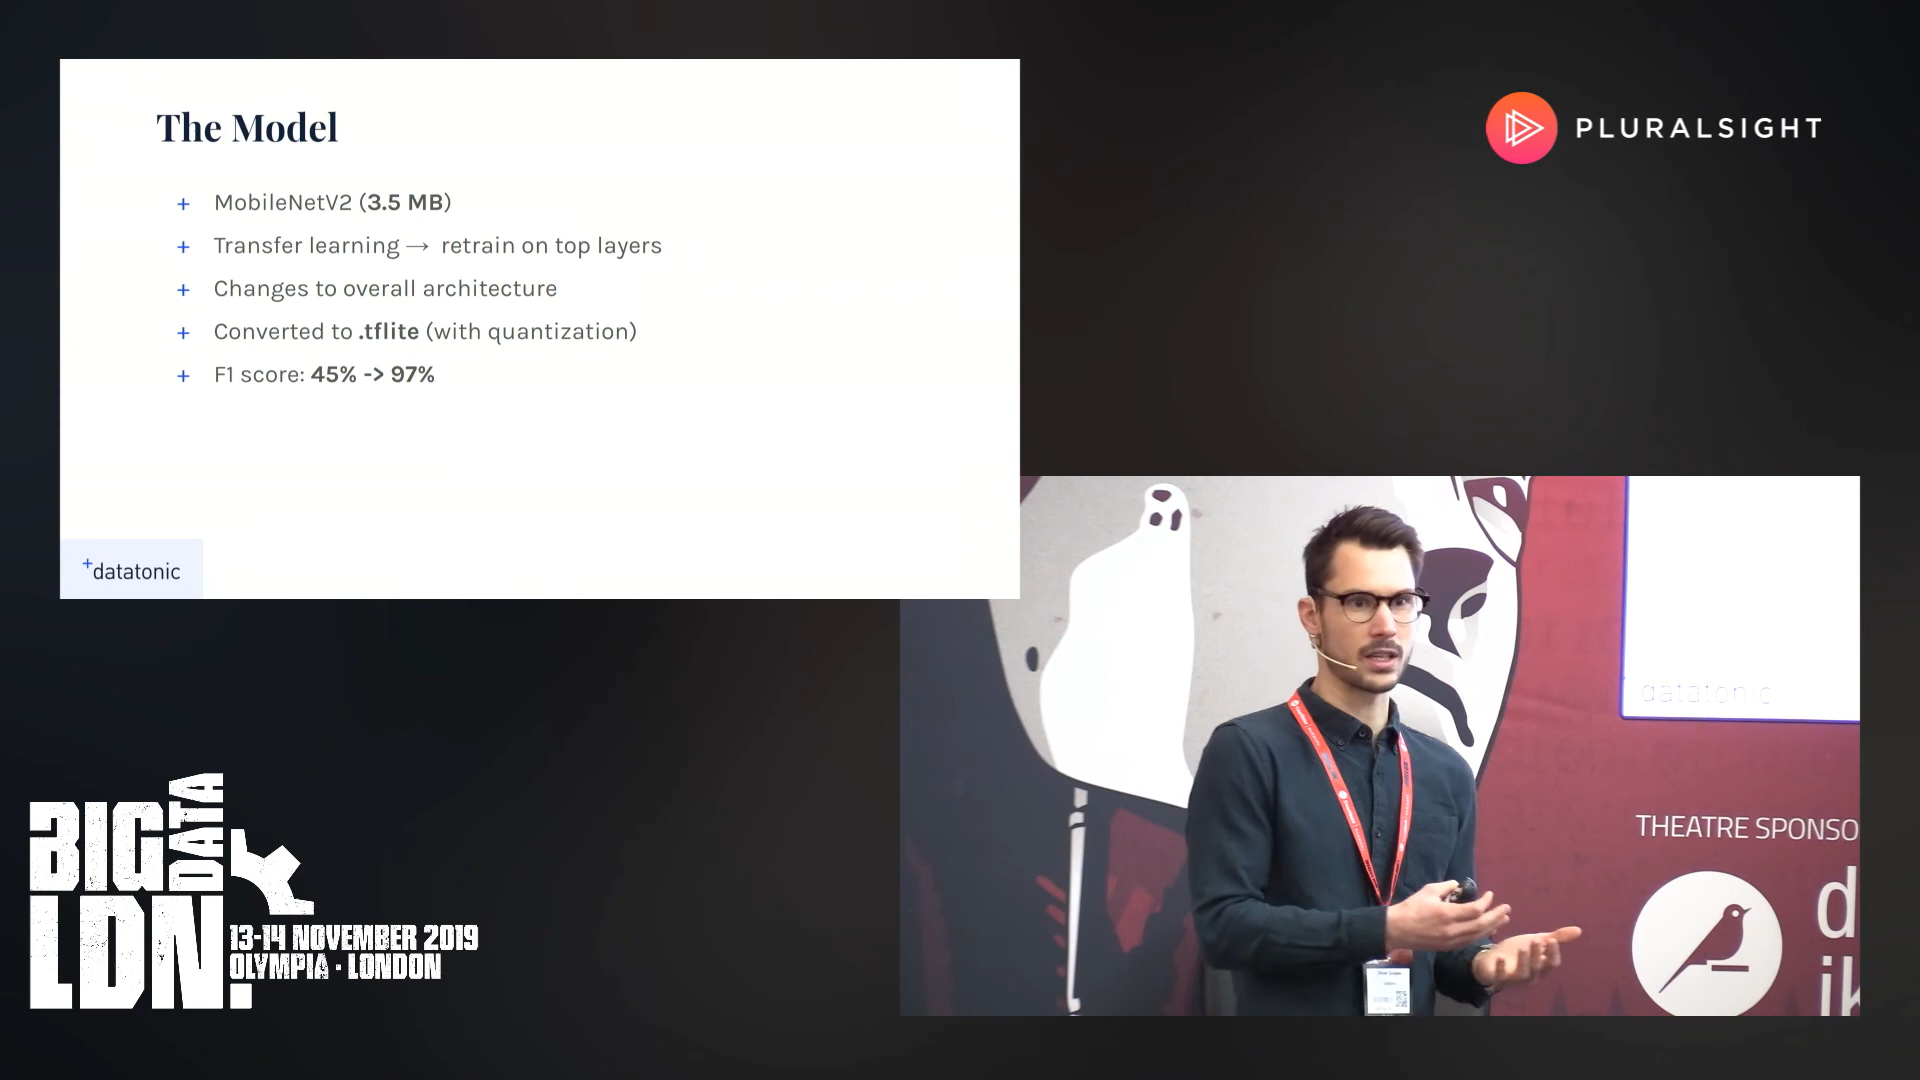 The Model
+ MobileNetV2 (3.5 MB)
+ Transfer learning → retrain on top layers
+ Changes to overall architecture
+ Converted to .tflite (with quantization)
+ F1 score: 45% -> 97%
+datatonic
PLURALSIGHT
datatonic
THEATRE SPONSO
d
ik
BIG DATA
LDN.
13-14 NOVEMBER 2019
OLYMPIA · LONDON